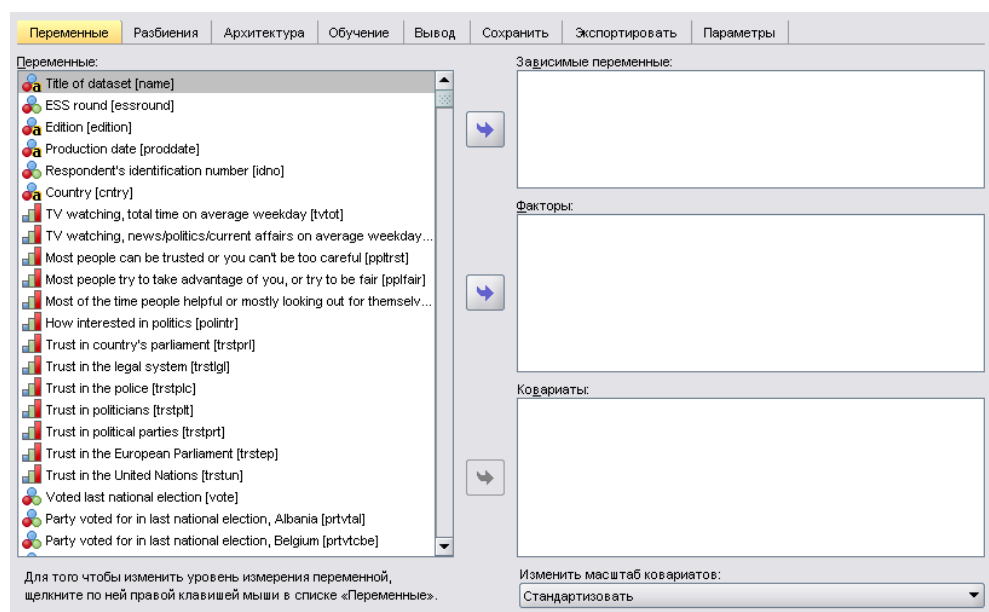 Переменные Разбиения Архитектура Обучение Вывод Сохранить Экспортировать Параметры
Переменные:
Title of dataset [name]
ESS round [essround]
Edition [edition]
Production date [proddate]
Respondent's identification number [idno]
Country [cntry]
TV watching, total time on average weekday [tvtot]
TV watching, news/politics/current affairs on average weekday...
Most people can be trusted or you can't be too careful [ppltrst]
Most people try to take advantage of you, or try to be fair [pplfair]
Most of the time people helpful or mostly looking out for themselv...
How interested in politics [polintr]
Trust in country's parliament [trstprl]
Trust in the legal system [trstlgl]
Trust in the police [trstplc]
Trust in politicians [trstplt]
Trust in political parties [trstprt]
Trust in the European Parliament [trstep]
Trust in the United Nations [trstun]
Voted last national election [vote]
Party voted for in last national election, Albania [prtvtal]
Party voted for in last national election, Belgium [prtvtcbe]
Для того чтобы изменить уровень измерения переменной,
щелкните по ней правой клавишей мыши в списке «Переменные».
Зависимые переменные:
Факторы:
Ковариаты:
Изменить масштаб ковариатов:
Стандартизовать